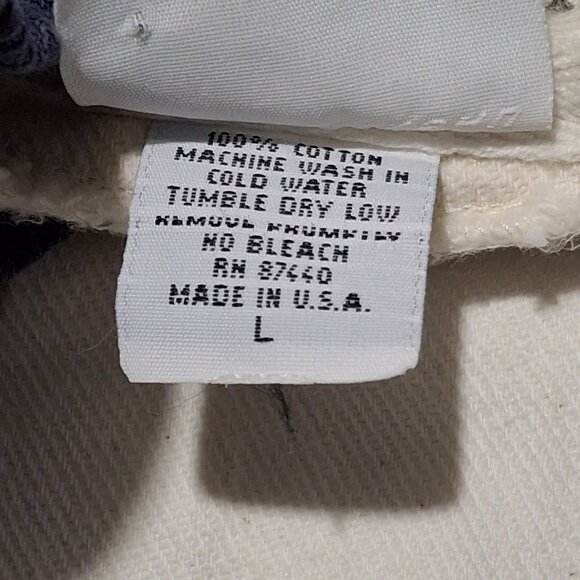 100% COTTON
MACHINE WASH IN
COLD WATER
TUMBLE DRY LOW
REMOVE PROMPTLY
NO BLEACH
RN 87440
MADE IN U.S.A.
L